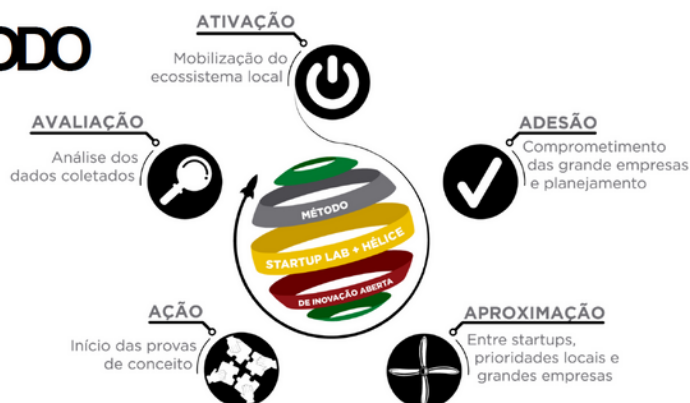 ODO
ATIVAÇÃO
Mobilização do
ecossistema local
ADESÃO
Comprometimento
das grande empresas
e planejamento
APROXIMAÇÃO
Entre startups,
prioridades locais e
grandes empresas
AÇÃO
Início das provas
de conceito
AVALIAÇÃO
Análise dos
dados coletados
MÉTODO
STARTUP LAB + HÉLICE
DE INOVAÇÃO ABERTA